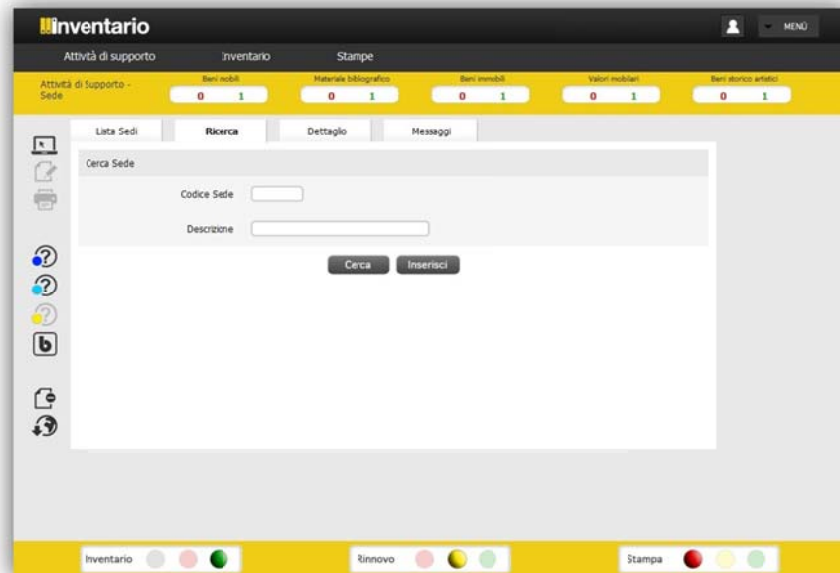 inventario
MENÙ
Attività di supporto Inventario Stampe
Attività di Supporto - Sede
Beni mobili Materiale bibliografico Beni immobili Valori mobiliari Beni storico artistici
0 1 0 1 0 1 0 1 0 1
Lista Sedi Ricerca Dettaglio Messaggi
Cerca Sede
Codice Sede
Descrizione
Cerca Inserisci
b
Inventario Rinnovo Stampa